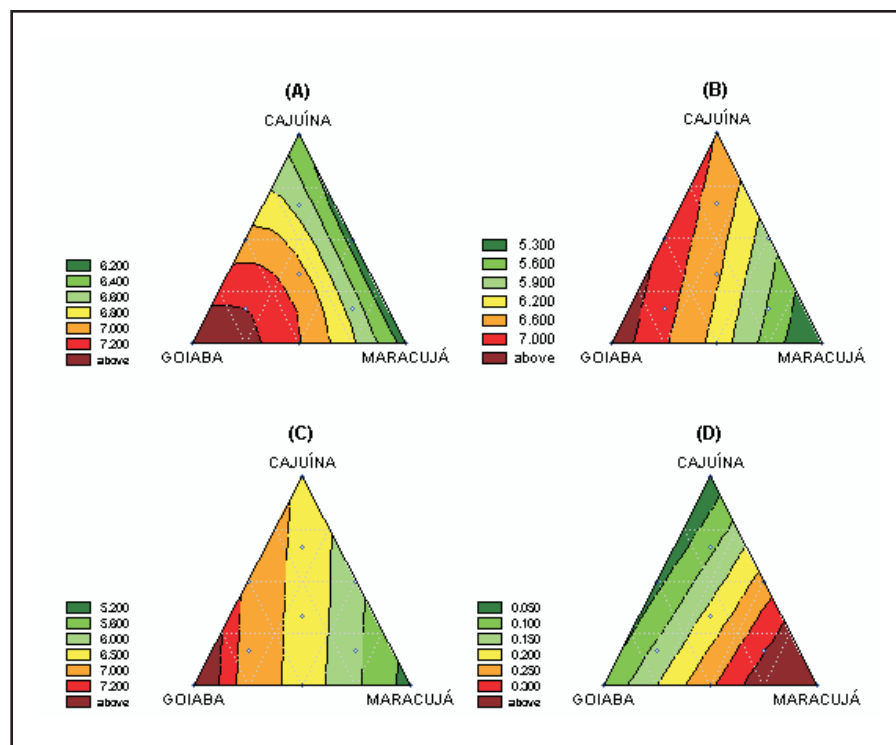 (A)
CAJUÍNA
6.200
6.400
6.600
6.800
7.000
7.200
above
GOIABA
MARACUJÁ
(B)
CAJUÍNA
5.300
5.600
5.900
6.200
6.600
7.000
above
GOIABA
MARACUJÁ
(C)
CAJUÍNA
5.200
5.600
6.000
6.500
7.000
7.200
above
GOIABA
MARACUJÁ
(D)
CAJUÍNA
0.050
0.100
0.150
0.200
0.250
0.300
above
GOIABA
MARACUJÁ